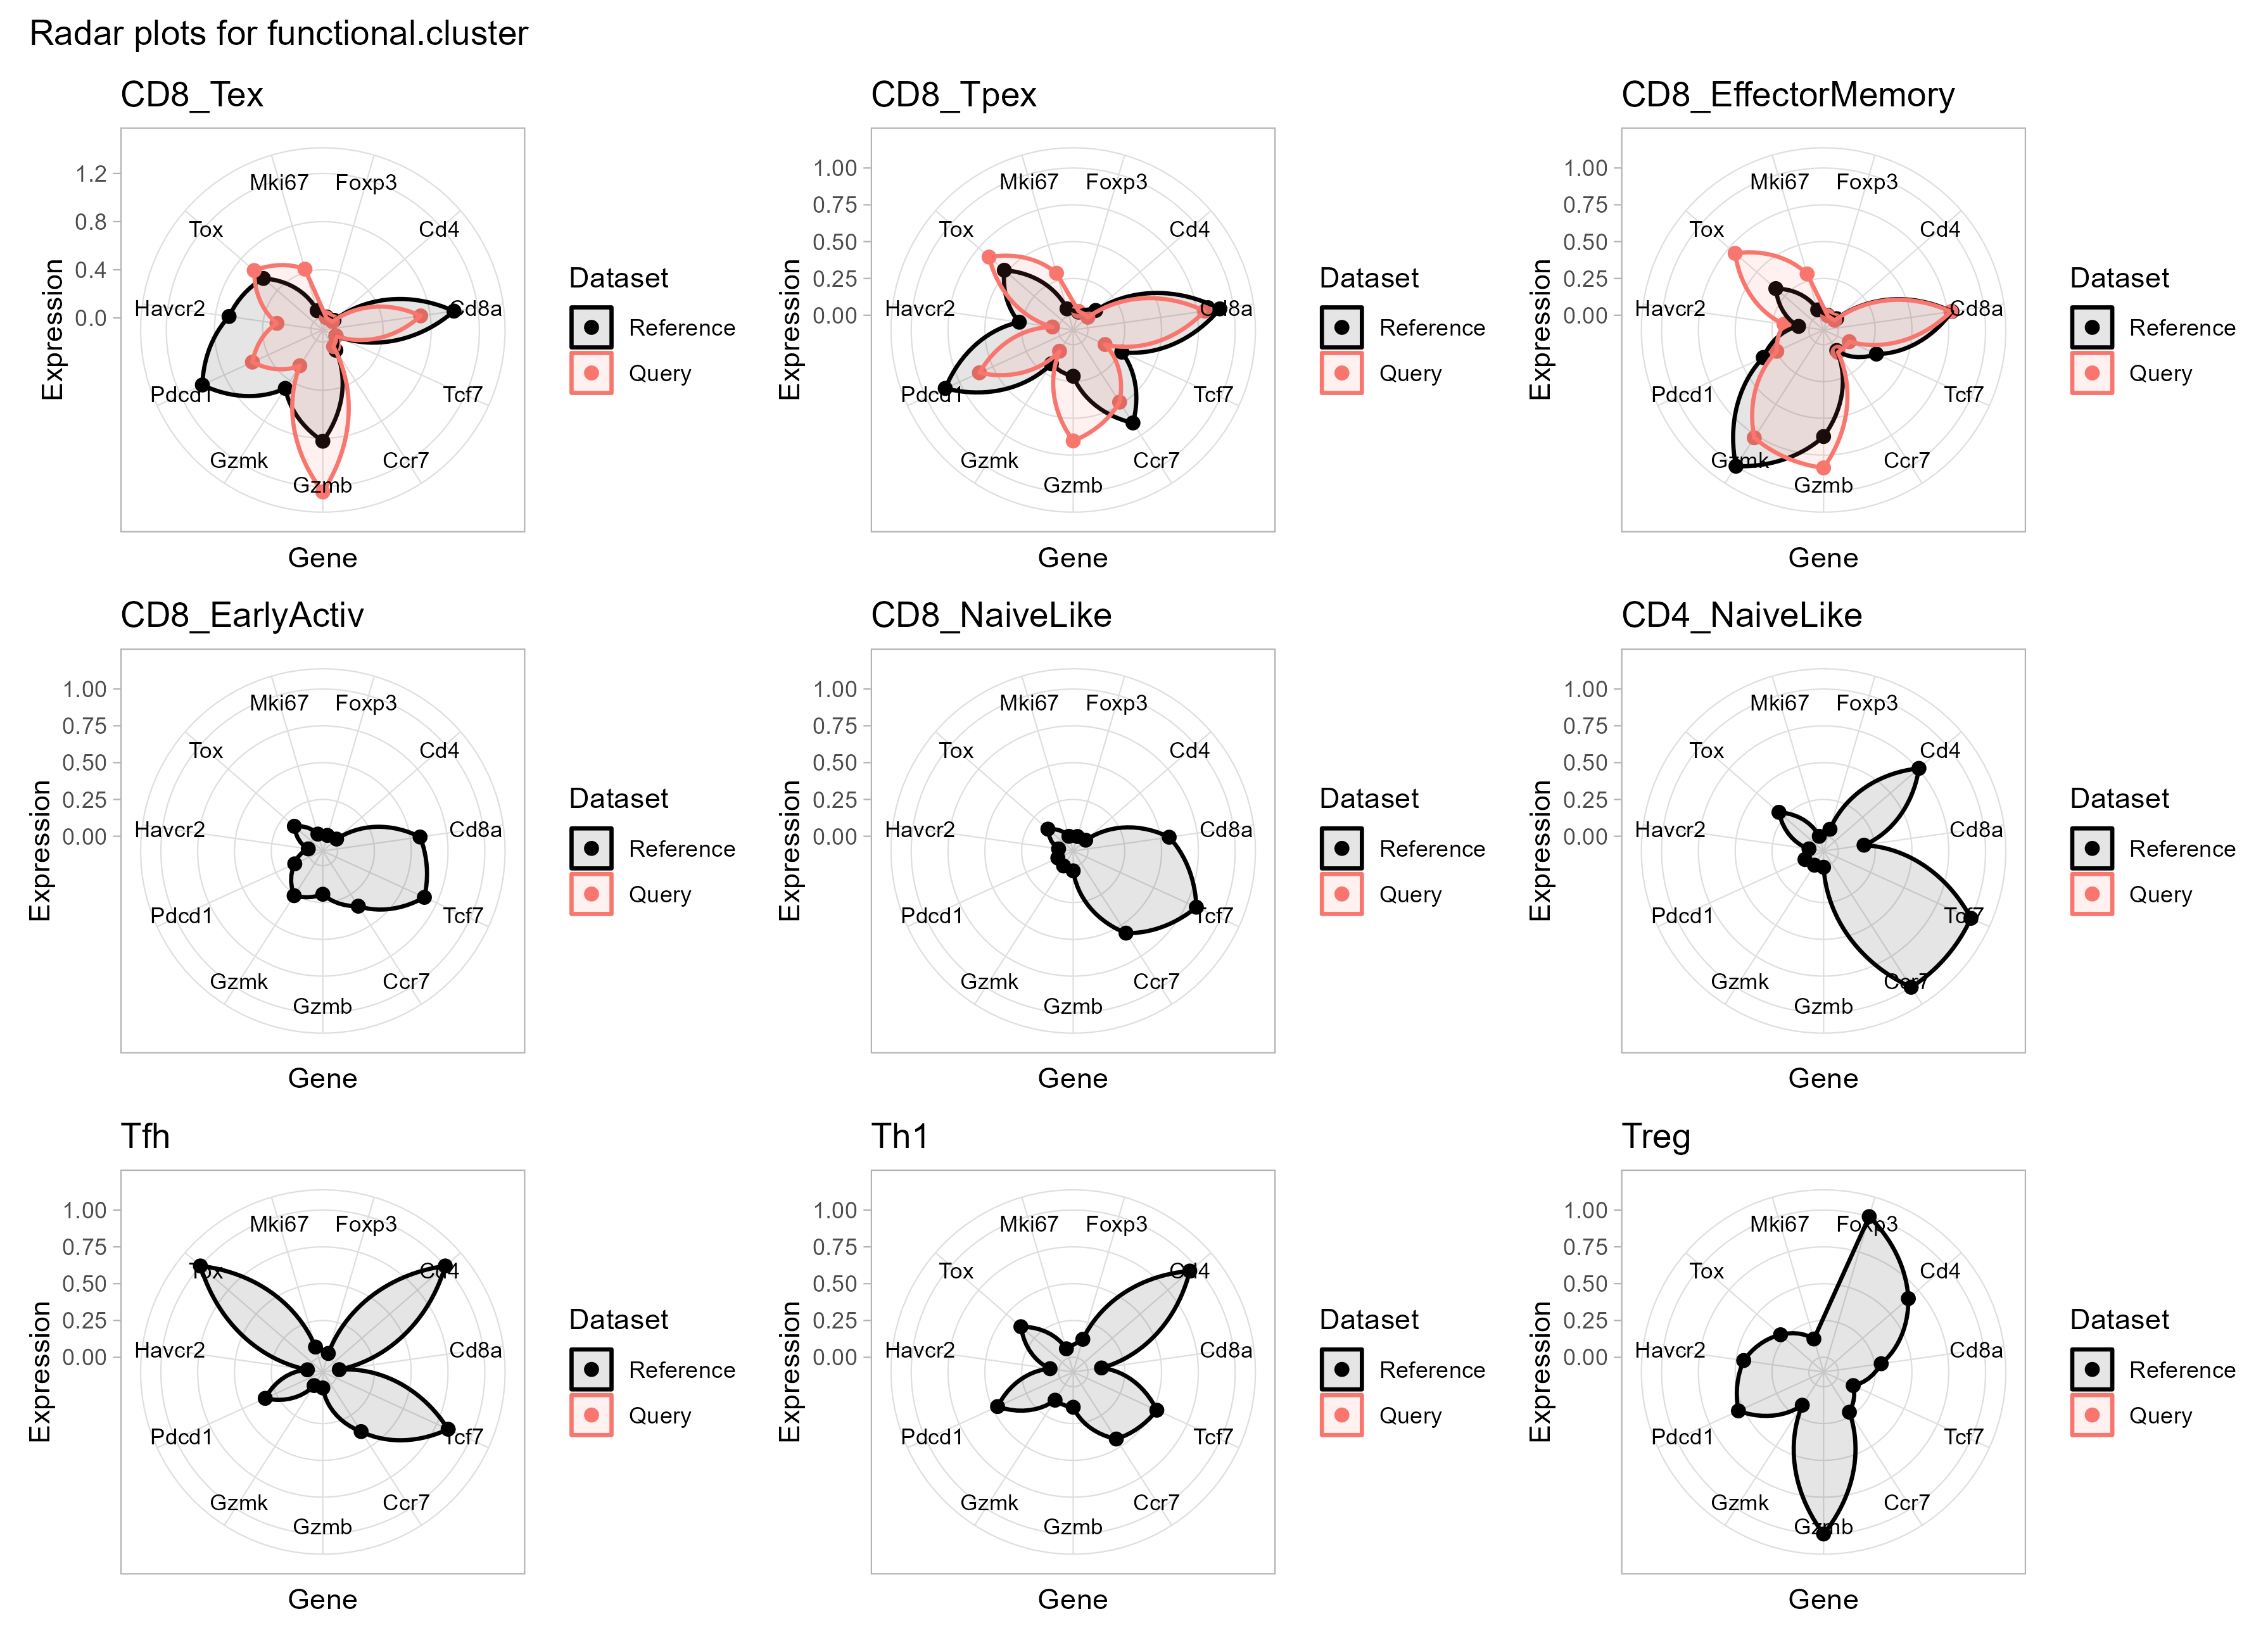 Radar plots for functional.cluster
CD8_Tex
1.2
0.8
0.4
0.0
Expression
Mki67
Foxp3
Tox
Cd4
Havcr2
Cd8a
Pdcd1
Tcf7
Gzmk
Ccr7
Gzmb
Gene
Dataset
Reference
Query
CD8_Tpex
1.00
0.75
0.50
0.25
0.00
Expression
Mki67
Foxp3
Tox
Cd4
Havcr2
Cd8a
Pdcd1
Tcf7
Gzmk
Ccr7
Gzmb
Gene
Dataset
Reference
Query
CD8_EffectorMemory
1.00
0.75
0.50
0.25
0.00
Expression
Mki67
Foxp3
Tox
Cd4
Havcr2
Cd8a
Pdcd1
Tcf7
Gzmk
Ccr7
Gzmb
Gene
Dataset
Reference
Query
CD8_EarlyActiv
1.00
0.75
0.50
0.25
0.00
Expression
Mki67
Foxp3
Tox
Cd4
Havcr2
Cd8a
Pdcd1
Tcf7
Gzmk
Ccr7
Gzmb
Gene
Dataset
Reference
Query
CD8_NaiveLike
1.00
0.75
0.50
0.25
0.00
Expression
Mki67
Foxp3
Tox
Cd4
Havcr2
Cd8a
Pdcd1
Tcf7
Gzmk
Ccr7
Gzmb
Gene
Dataset
Reference
Query
CD4_NaiveLike
1.00
0.75
0.50
0.25
0.00
Expression
Mki67
Foxp3
Tox
Cd4
Havcr2
Cd8a
Pdcd1
Tcf7
Gzmk
Ccr7
Gzmb
Gene
Dataset
Reference
Query
Tfh
1.00
0.75
0.50
0.25
0.00
Expression
Mki67
Foxp3
Tox
Cd4
Havcr2
Cd8a
Pdcd1
Tcf7
Gzmk
Ccr7
Gzmb
Gene
Dataset
Reference
Query
Th1
1.00
0.75
0.50
0.25
0.00
Expression
Mki67
Foxp3
Tox
Cd4
Havcr2
Cd8a
Pdcd1
Tcf7
Gzmk
Ccr7
Gzmb
Gene
Dataset
Reference
Query
Treg
1.00
0.75
0.50
0.25
0.00
Expression
Mki67
Foxp3
Tox
Cd4
Havcr2
Cd8a
Pdcd1
Tcf7
Gzmk
Ccr7
Gzmb
Gene
Dataset
Reference
Query